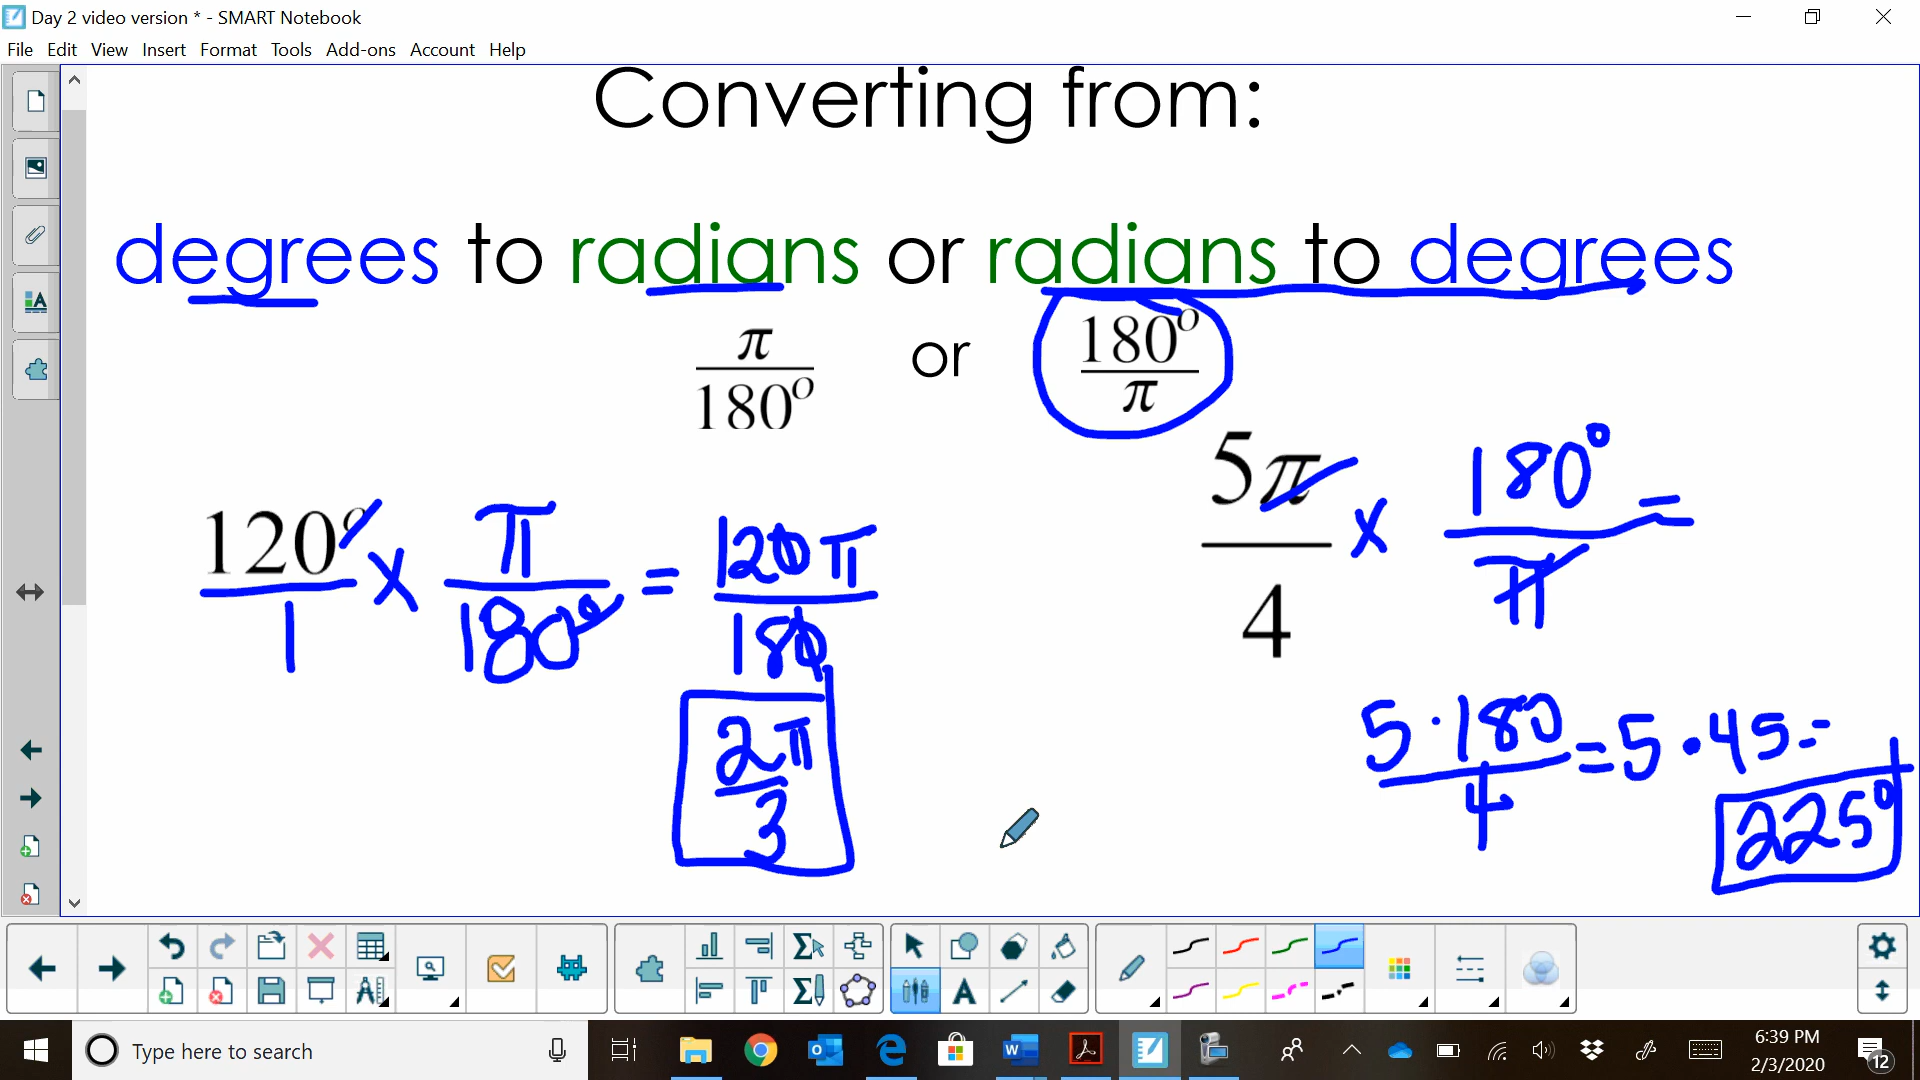 Day 2 video version * - SMART Notebook
File Edit View Insert Format Tools Add-ons Account Help
Converting from:
degrees to radians or radians to degrees
π/180° or 180°/π
120°/1 x π/180° = 120π/180
2π/3
5π/4 x 180°/π =
5·180/4 = 5·45 =
225°
Type here to search
6:39 PM
2/3/2020
12